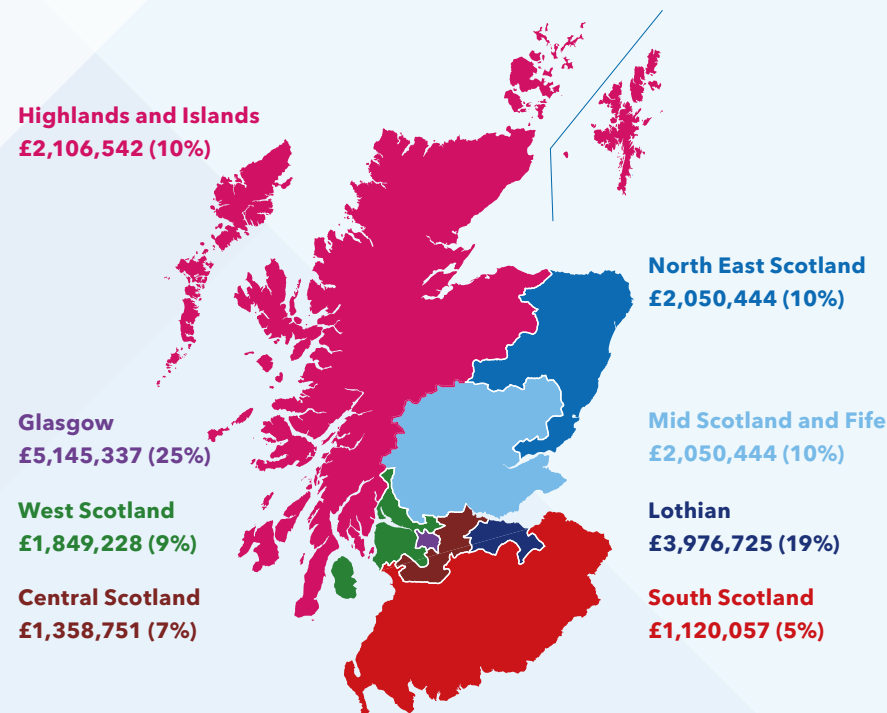 Highlands and Islands
£2,106,542 (10%)
North East Scotland
£2,050,444 (10%)
Glasgow
£5,145,337 (25%)
Mid Scotland and Fife
£2,050,444 (10%)
West Scotland
£1,849,228 (9%)
Lothian
£3,976,725 (19%)
Central Scotland
£1,358,751 (7%)
South Scotland
£1,120,057 (5%)